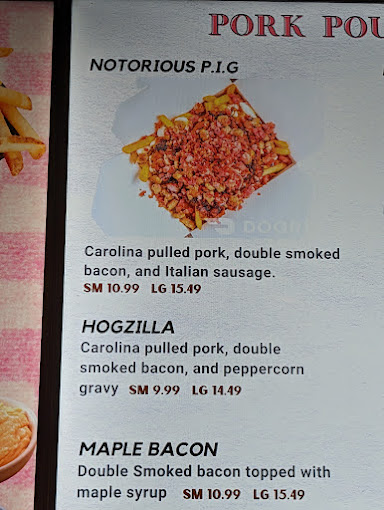 PORK POU
NOTORIOUS P.I.G
Carolina pulled pork, double smoked
bacon, and Italian sausage.
SM 10.99 LG 15.49
HOGZILLA
Carolina pulled pork, double
smoked bacon, and peppercorn
gravy SM 9.99 LG 14.49
MAPLE BACON
Double Smoked bacon topped with
maple syrup SM 10.99 LG 15.49